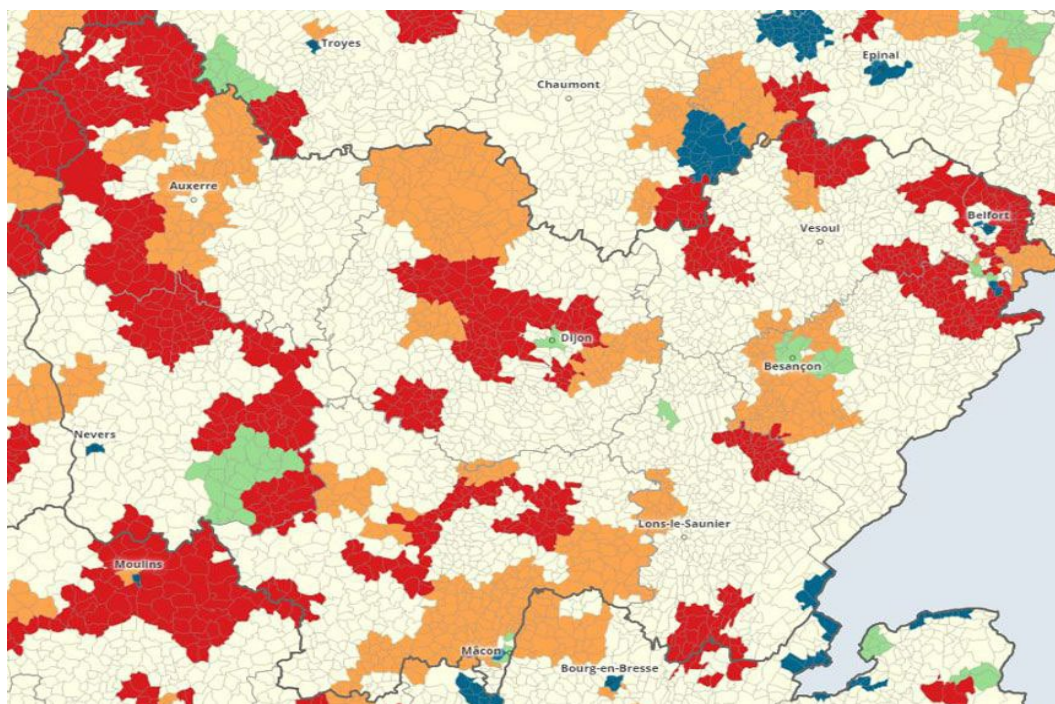 Troyes
Epinal
Chaumont
Auxerre
Belfort
Vesoul
Dijon
Besançon
Nevers
Lons-le-Saunier
Moulins
Mâcon
Bourg-en-Bresse